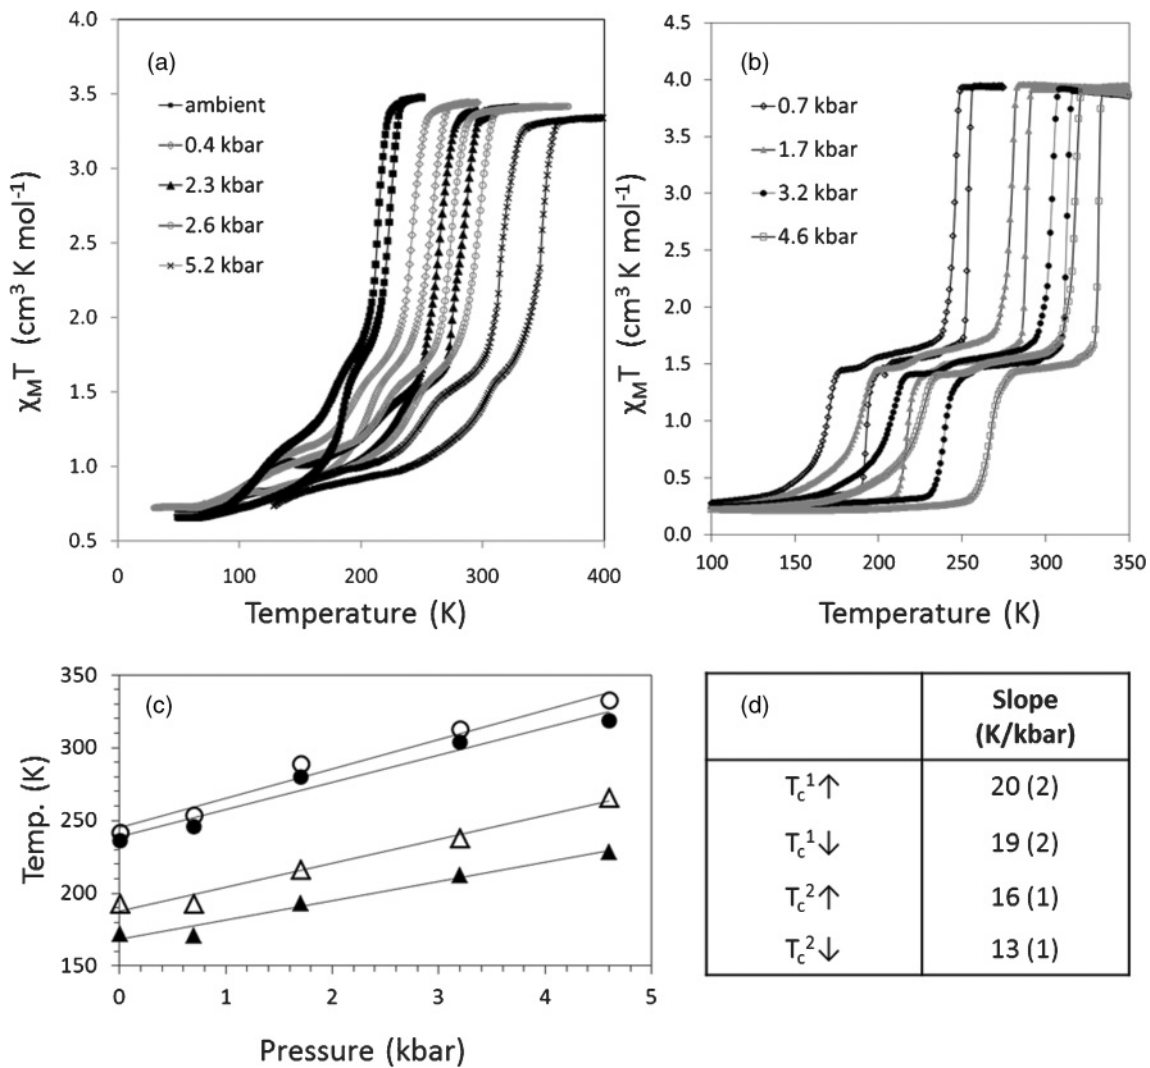 (a)
ambient
0.4 kbar
2.3 kbar
2.6 kbar
5.2 kbar
4.0
3.5
3.0
2.5
2.0
1.5
1.0
0.5
χMT (cm³ K mol⁻¹)
0 100 200 300 400
Temperature (K)
(b)
0.7 kbar
1.7 kbar
3.2 kbar
4.6 kbar
4.5
4.0
3.5
3.0
2.5
2.0
1.5
1.0
0.5
0.0
χMT (cm³ K mol⁻¹)
100 150 200 250 300 350
Temperature (K)
(c)
350
300
250
200
150
Temp. (K)
0 1 2 3 4 5
Pressure (kbar)
(d)
Slope
(K/kbar)
Tc¹↑ 20 (2)
Tc¹↓ 19 (2)
Tc²↑ 16 (1)
Tc²↓ 13 (1)